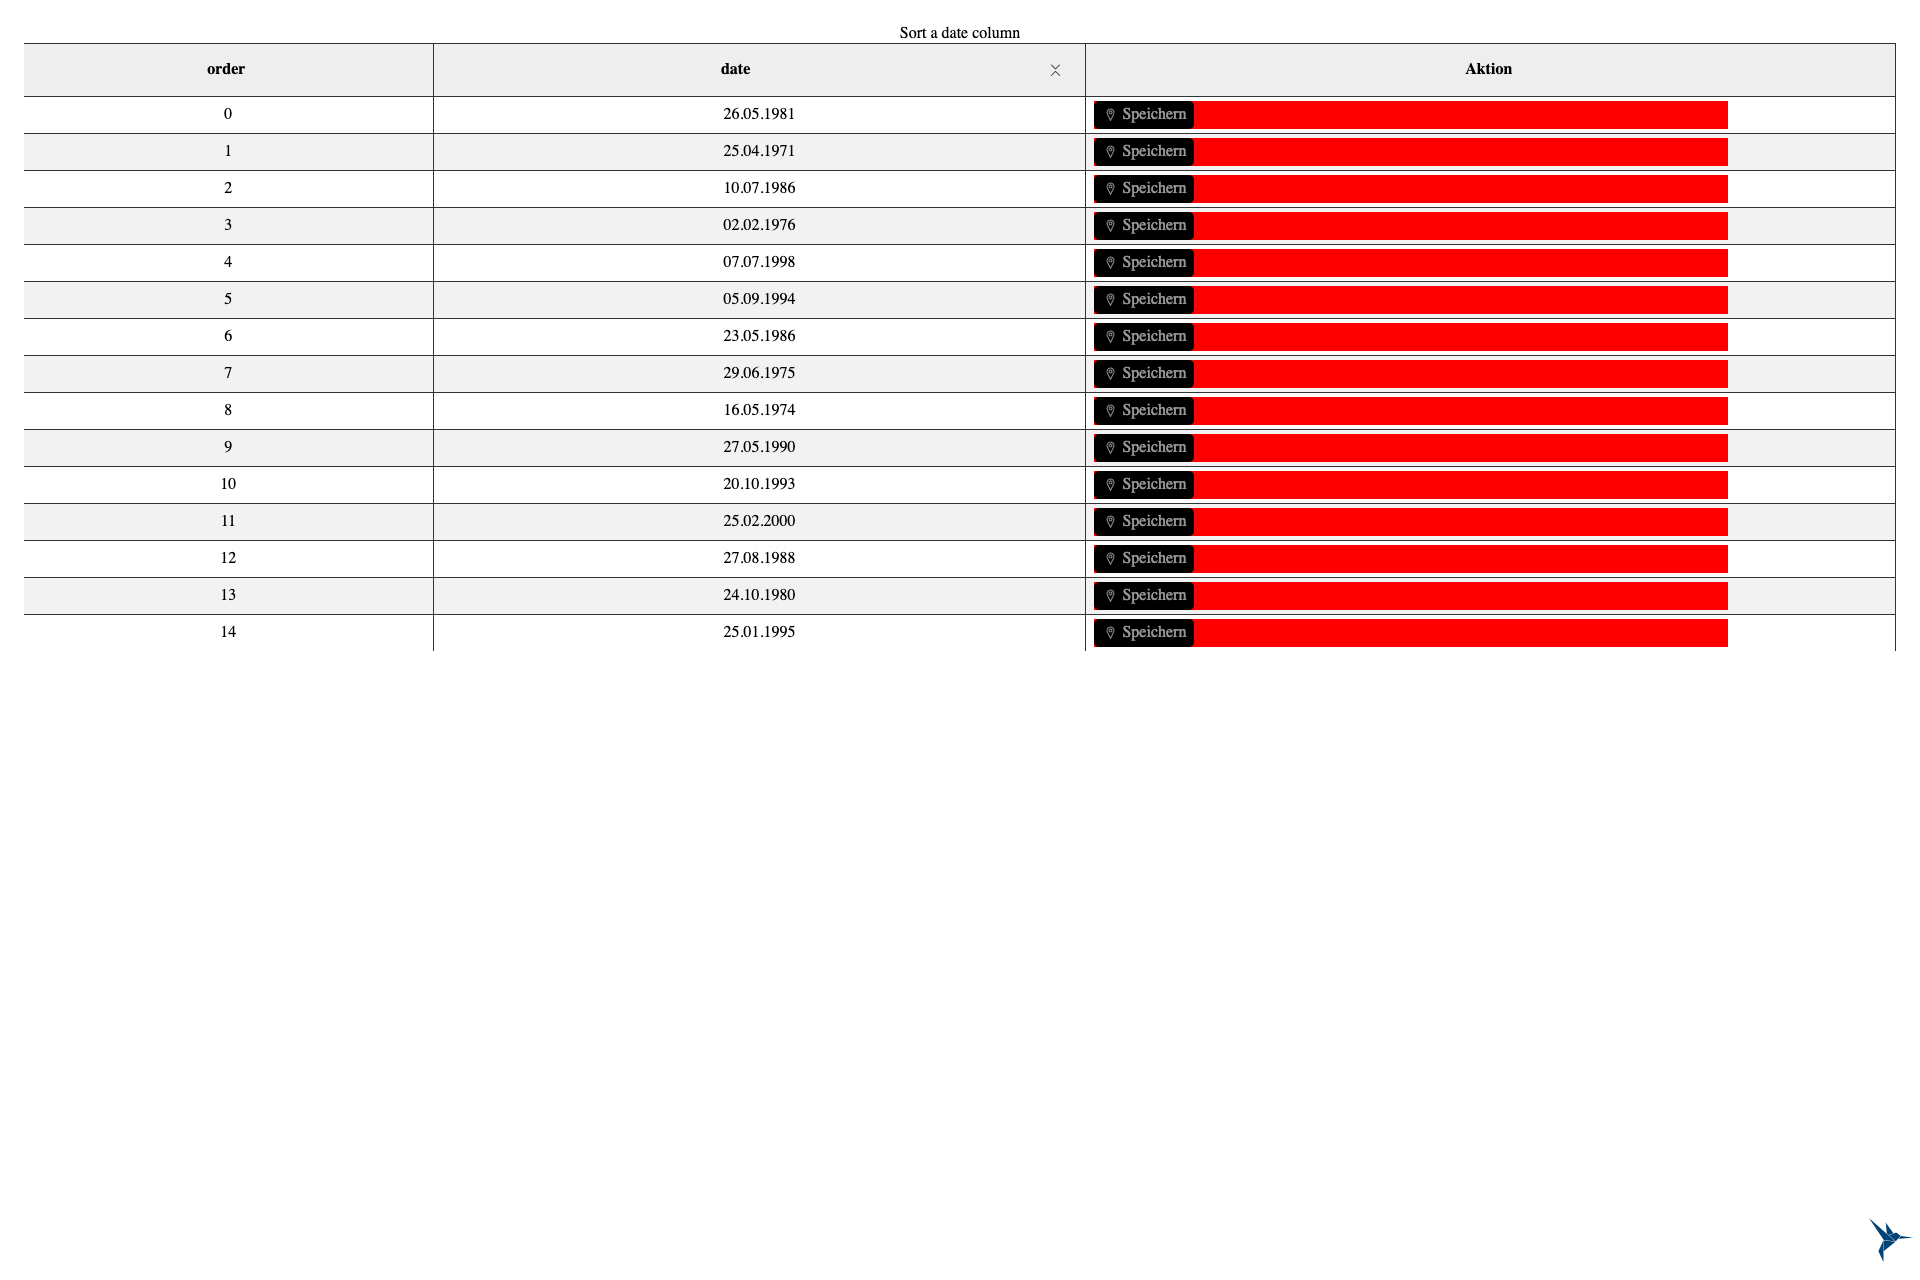 Sort a date column
order date Aktion
0 26.05.1981 Speichern
1 25.04.1971 Speichern
2 10.07.1986 Speichern
3 02.02.1976 Speichern
4 07.07.1998 Speichern
5 05.09.1994 Speichern
6 23.05.1986 Speichern
7 29.06.1975 Speichern
8 16.05.1974 Speichern
9 27.05.1990 Speichern
10 20.10.1993 Speichern
11 25.02.2000 Speichern
12 27.08.1988 Speichern
13 24.10.1980 Speichern
14 25.01.1995 Speichern